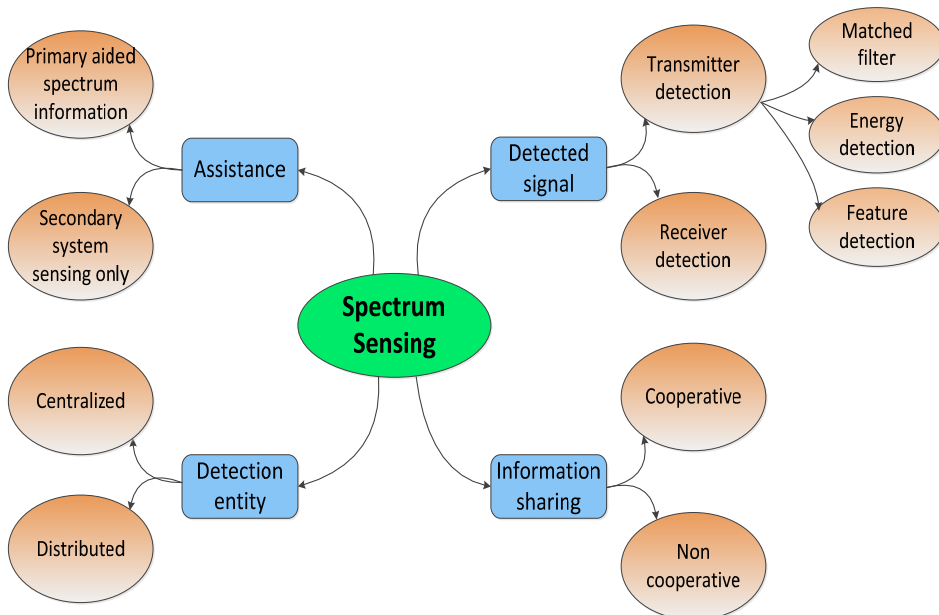 Primary aided
spectrum
information
Assistance
Secondary
system
sensing only
Detected
signal
Transmitter
detection
Matched
filter
Energy
detection
Feature
detection
Receiver
detection
Spectrum
Sensing
Centralized
Detection
entity
Distributed
Information
sharing
Cooperative
Non
cooperative